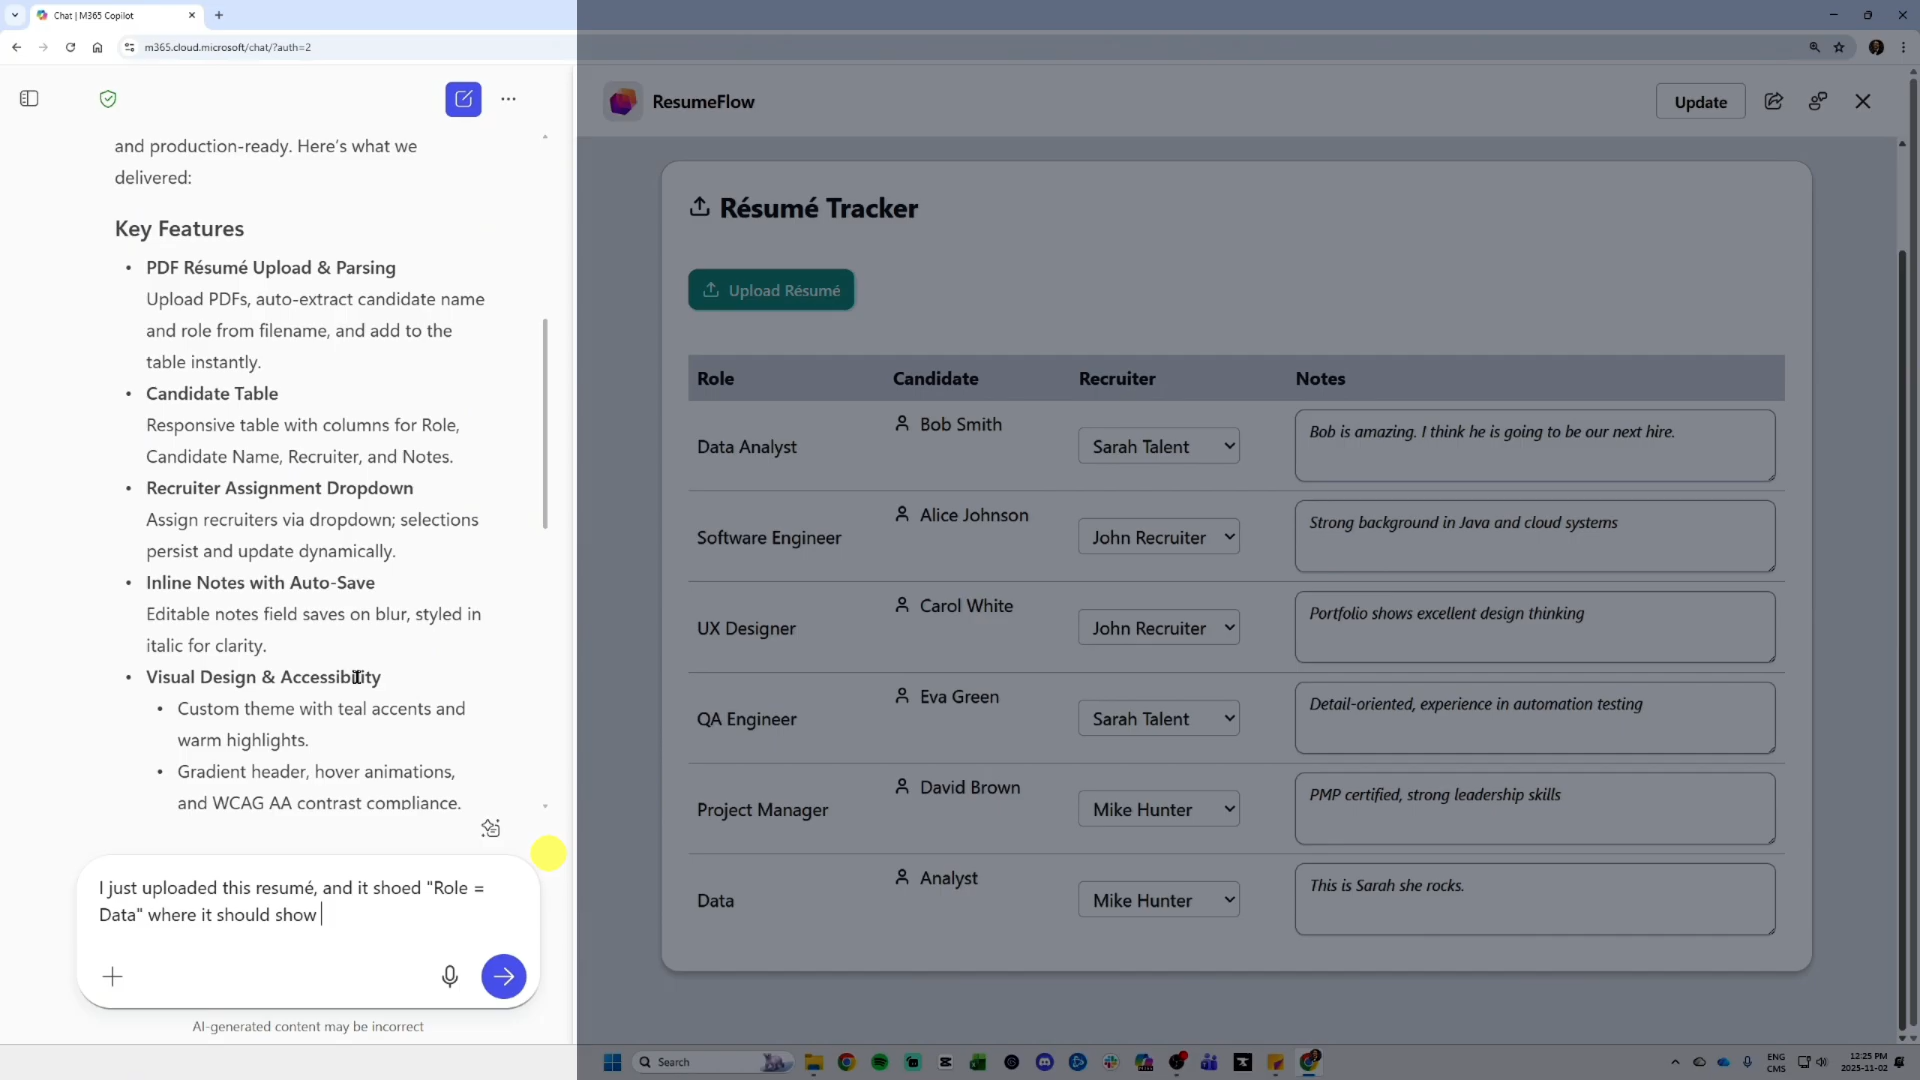 Chat | M365 Copilot
m365.cloud.microsoft/chat/?auth=2
and production-ready. Here's what we
delivered:
Key Features
• PDF Résumé Upload & Parsing
Upload PDFs, auto-extract candidate name
and role from filename, and add to the
table instantly.
• Candidate Table
Responsive table with columns for Role,
Candidate Name, Recruiter, and Notes.
• Recruiter Assignment Dropdown
Assign recruiters via dropdown; selections
persist and update dynamically.
• Inline Notes with Auto-Save
Editable notes field saves on blur, styled in
italic for clarity.
• Visual Design & Accessibility
• Custom theme with teal accents and
warm highlights.
• Gradient header, hover animations,
and WCAG AA contrast compliance.
I just uploaded this resumé, and it shoed "Role =
Data" where it should show
AI-generated content may be incorrect
ResumeFlow
Update
Résumé Tracker
Upload Résumé
Role Candidate Recruiter Notes
Data Analyst Bob Smith Sarah Talent Bob is amazing. I think he is going to be our next hire.
Software Engineer Alice Johnson John Recruiter Strong background in Java and cloud systems
UX Designer Carol White John Recruiter Portfolio shows excellent design thinking
QA Engineer Eva Green Sarah Talent Detail-oriented, experience in automation testing
Project Manager David Brown Mike Hunter PMP certified, strong leadership skills
Data Analyst Mike Hunter This is Sarah she rocks.
Search
ENG
CMS
12:25 PM
2025-11-02